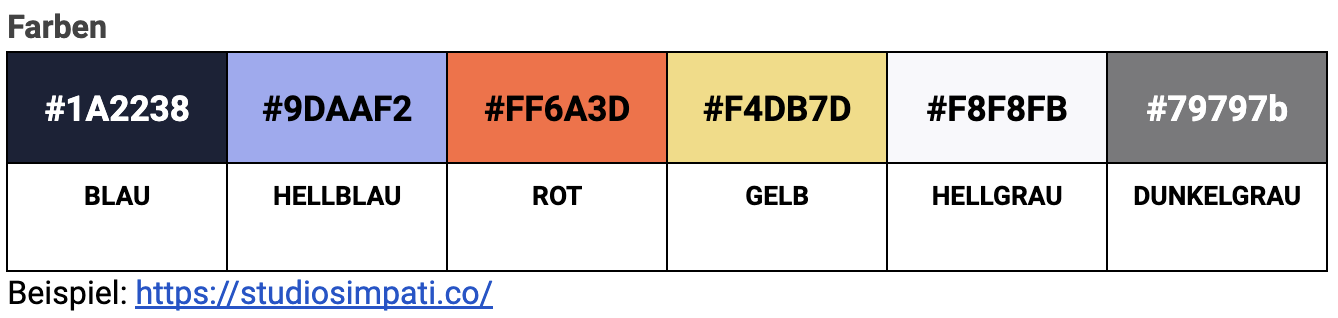 Farben
#1A2238 #9DAAF2 #FF6A3D #F4DB7D #F8F8FB #79797b
BLAU HELLBLAU ROT GELB HELLGRAU DUNKELGRAU
Beispiel: https://studiosimpati.co/